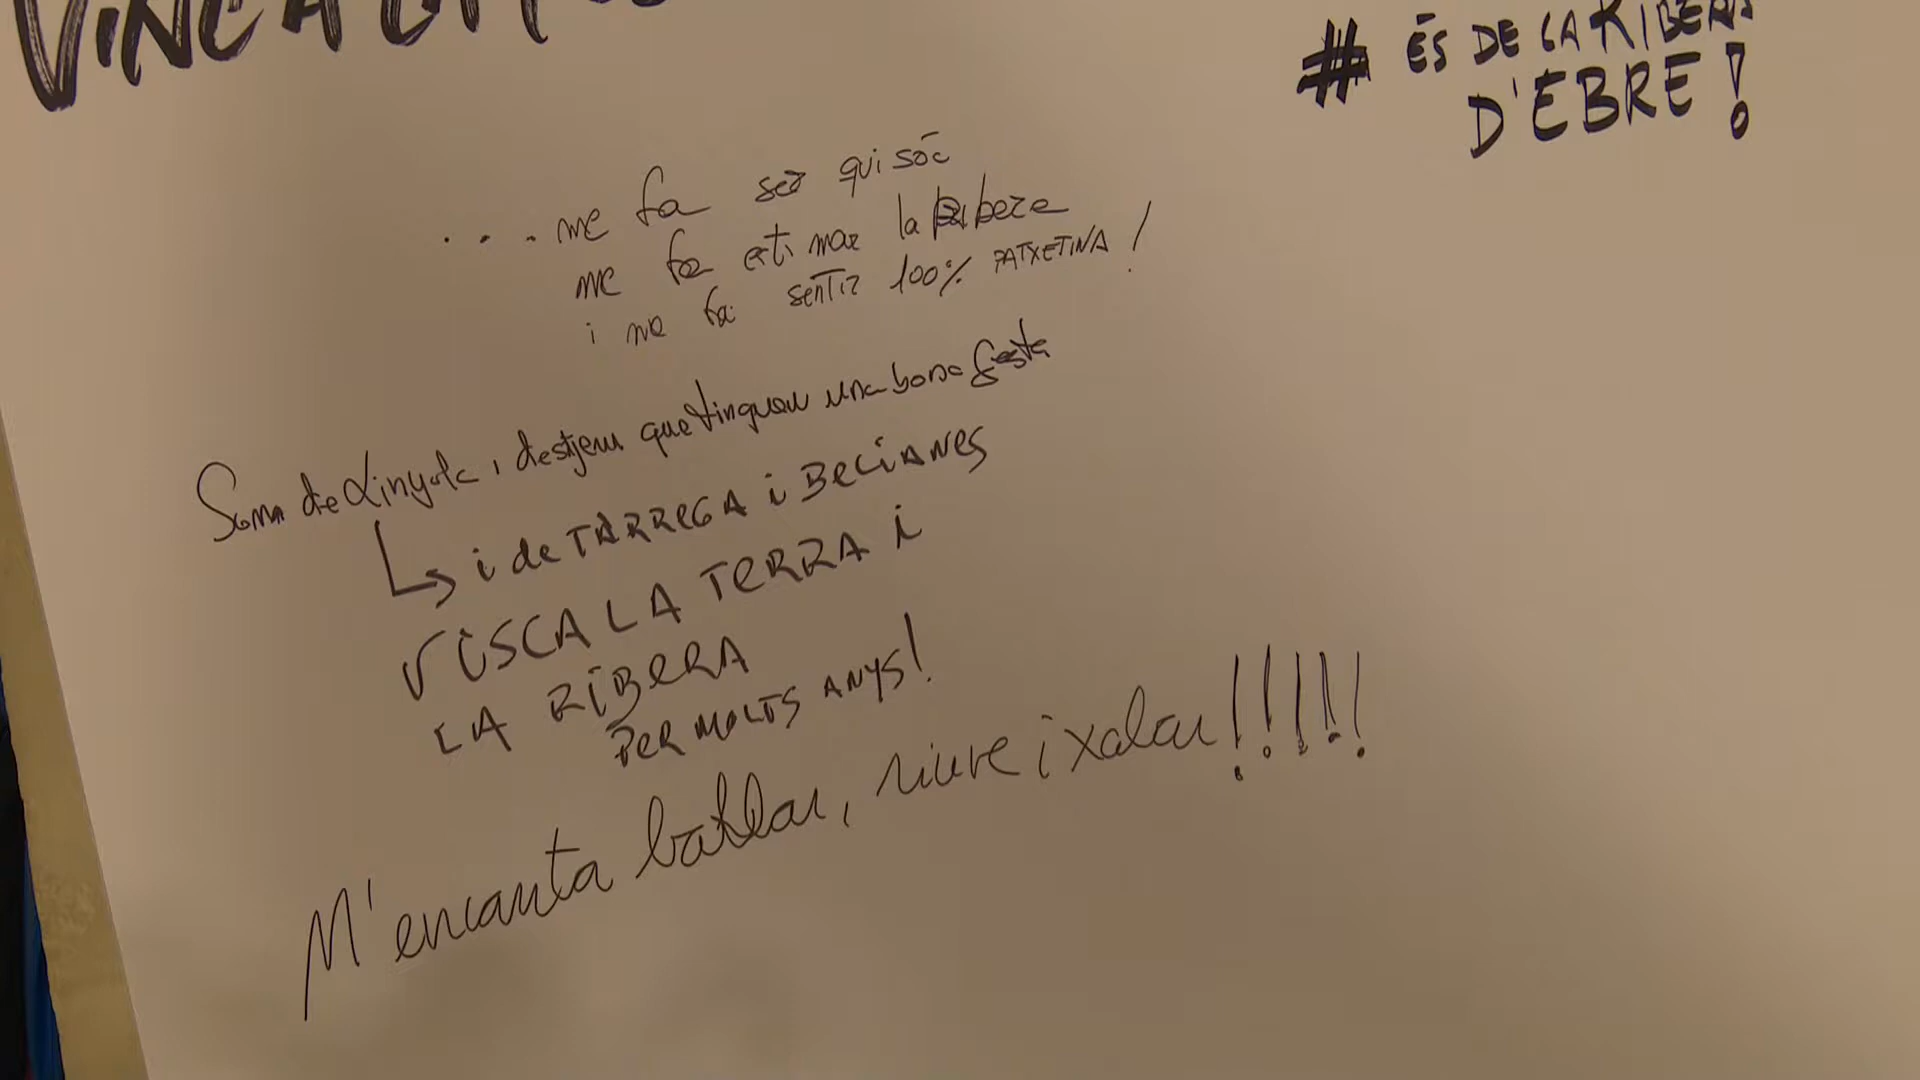 VINE A LA
# ÉS DE LA RIBERA
D'EBRE!
....me fa ser qui sóc
me fa estimar la Ribera
i me fa sentir 100% PATXETINA!
Som de Linyola, desitjem que tingueu una bona festa
i de TÀRREGA i BELIANES
VISCA LA TERRA i
LA RIBERA
PER MOLTS ANYS!
M'encanta ballar, riure i xalar!!!!!